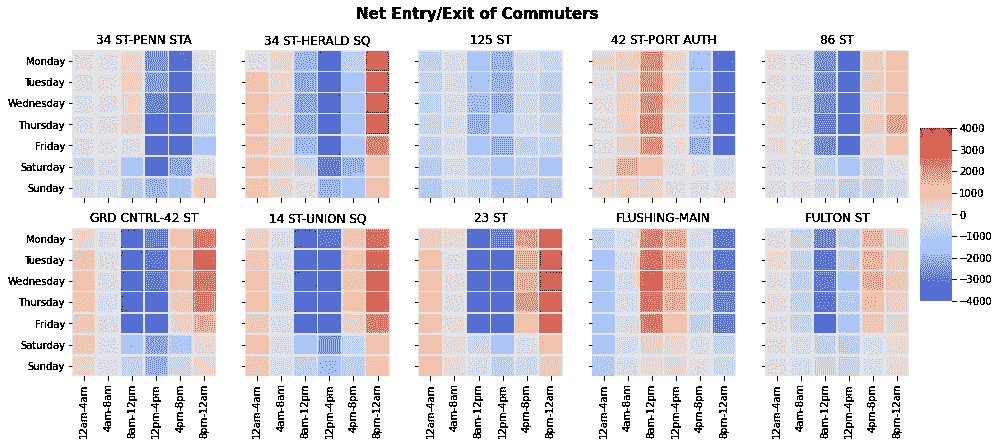 Net Entry/Exit of Commuters
34 ST-PENN STA
34 ST-HERALD SQ
125 ST
42 ST-PORT AUTH
86 ST
Monday
Tuesday
Wednesday
Thursday
Friday
Saturday
Sunday
4000
3000
2000
1000
0
−1000
−2000
−3000
−4000
GRD CNTRL-42 ST
14 ST-UNION SQ
23 ST
FLUSHING-MAIN
FULTON ST
Monday
Tuesday
Wednesday
Thursday
Friday
Saturday
Sunday
12am-4am
4am-8am
8am-12pm
12pm-4pm
4pm-8pm
8pm-12am
12am-4am
4am-8am
8am-12pm
12pm-4pm
4pm-8pm
8pm-12am
12am-4am
4am-8am
8am-12pm
12pm-4pm
4pm-8pm
8pm-12am
12am-4am
4am-8am
8am-12pm
12pm-4pm
4pm-8pm
8pm-12am
12am-4am
4am-8am
8am-12pm
12pm-4pm
4pm-8pm
8pm-12am